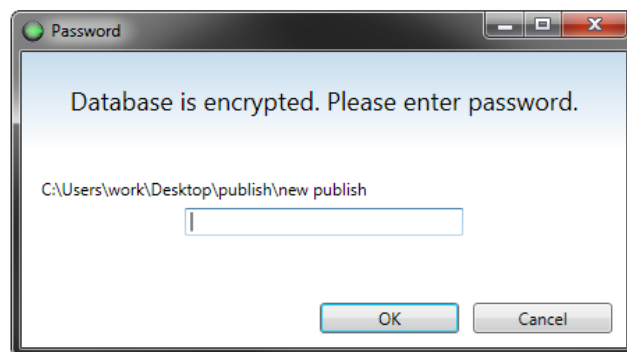 Password
Database is encrypted. Please enter password.
C:\Users\work\Desktop\publish\new publish
OK
Cancel